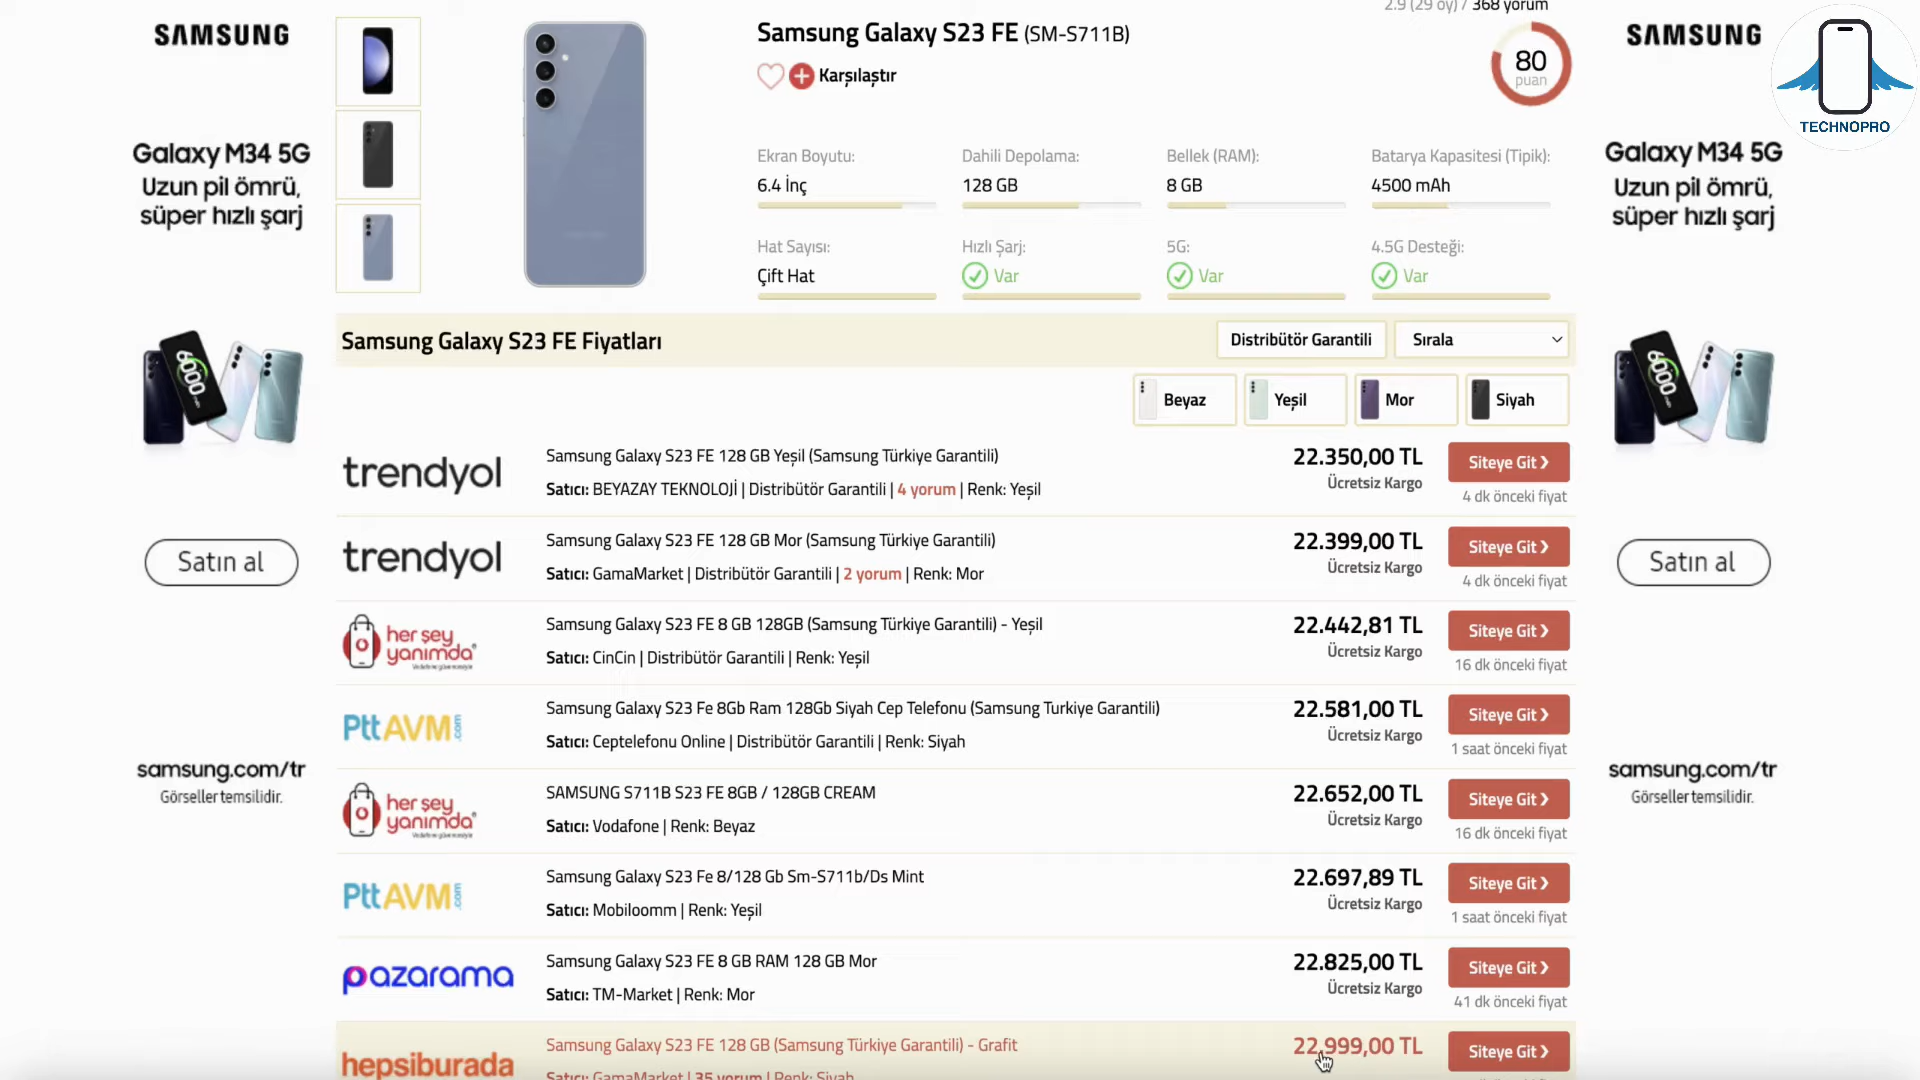 SAMSUNG
Galaxy M34 5G
Uzun pil ömrü,
süper hızlı şarj
6000
Satın al
samsung.com/tr
Görseller temsilidir.
2.9 (29 oy) / 368 yorum
Samsung Galaxy S23 FE (SM-S711B)
Karşılaştır
80
puan
Ekran Boyutu:
6.4 İnç
Dahili Depolama:
128 GB
Bellek (RAM):
8 GB
Batarya Kapasitesi (Tipik):
4500 mAh
Hat Sayısı:
Çift Hat
Hızlı Şarj:
Var
5G:
Var
4.5G Desteği:
Var
Samsung Galaxy S23 FE Fiyatları
Distribütör Garantili
Sırala
Beyaz
Yeşil
Mor
Siyah
trendyol
Samsung Galaxy S23 FE 128 GB Yeşil (Samsung Türkiye Garantili)
Satıcı: BEYAZAY TEKNOLOJİ | Distribütör Garantili | 4 yorum | Renk: Yeşil
22.350,00 TL
Ücretsiz Kargo
Siteye Git ❯
4 dk önceki fiyat
trendyol
Samsung Galaxy S23 FE 128 GB Mor (Samsung Türkiye Garantili)
Satıcı: GamaMarket | Distribütör Garantili | 2 yorum | Renk: Mor
22.399,00 TL
Ücretsiz Kargo
Siteye Git ❯
4 dk önceki fiyat
her şey
yanımda
Samsung Galaxy S23 FE 8 GB 128GB (Samsung Türkiye Garantili) - Yeşil
Satıcı: CinCin | Distribütör Garantili | Renk: Yeşil
22.442,81 TL
Ücretsiz Kargo
Siteye Git ❯
16 dk önceki fiyat
PttAVM.com
Samsung Galaxy S23 Fe 8Gb Ram 128Gb Siyah Cep Telefonu (Samsung Turkiye Garantili)
Satıcı: Ceptelefonu Online | Distribütör Garantili | Renk: Siyah
22.581,00 TL
Ücretsiz Kargo
Siteye Git ❯
1 saat önceki fiyat
her şey
yanımda
SAMSUNG S711B S23 FE 8GB / 128GB CREAM
Satıcı: Vodafone | Renk: Beyaz
22.652,00 TL
Ücretsiz Kargo
Siteye Git ❯
16 dk önceki fiyat
PttAVM.com
Samsung Galaxy S23 Fe 8/128 Gb Sm-S711b/Ds Mint
Satıcı: Mobiloomm | Renk: Yeşil
22.697,89 TL
Ücretsiz Kargo
Siteye Git ❯
1 saat önceki fiyat
pazarama
Samsung Galaxy S23 FE 8 GB RAM 128 GB Mor
Satıcı: TM-Market | Renk: Mor
22.825,00 TL
Ücretsiz Kargo
Siteye Git ❯
41 dk önceki fiyat
hepsiburada
Samsung Galaxy S23 FE 128 GB (Samsung Türkiye Garantili) - Grafit
Satıcı: GamaMarket | 35 yorum | Renk: Siyah
22.999,00 TL
Siteye Git ❯
SAMSUNG
TECHNOPRO
Galaxy M34 5G
Uzun pil ömrü,
süper hızlı şarj
6000
Satın al
samsung.com/tr
Görseller temsilidir.